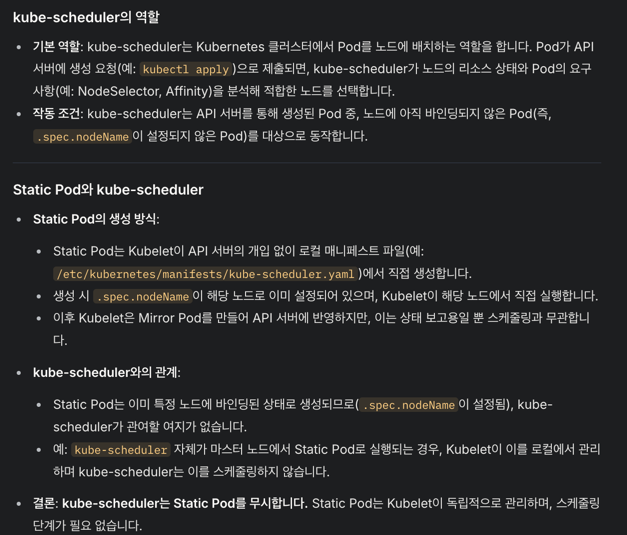 kube-scheduler의 역할
• 기본 역할: kube-scheduler는 Kubernetes 클러스터에서 Pod를 노드에 배치하는 역할을 합니다. Pod가 API
서버에 생성 요청(예: kubectl apply)으로 제출되면, kube-scheduler가 노드의 리소스 상태와 Pod의 요구
사항(예: NodeSelector, Affinity)을 분석해 적합한 노드를 선택합니다.
• 작동 조건: kube-scheduler는 API 서버를 통해 생성된 Pod 중, 노드에 아직 바인딩되지 않은 Pod(즉,
.spec.nodeName이 설정되지 않은 Pod)를 대상으로 동작합니다.
Static Pod와 kube-scheduler
• Static Pod의 생성 방식:
• Static Pod는 Kubelet이 API 서버의 개입 없이 로컬 매니페스트 파일(예:
/etc/kubernetes/manifests/kube-scheduler.yaml)에서 직접 생성합니다.
• 생성 시 .spec.nodeName이 해당 노드로 이미 설정되어 있으며, Kubelet이 해당 노드에서 직접 실행합니다.
• 이후 Kubelet은 Mirror Pod를 만들어 API 서버에 반영하지만, 이는 상태 보고용일 뿐 스케줄링과 무관합니
다.
• kube-scheduler와의 관계:
• Static Pod는 이미 특정 노드에 바인딩된 상태로 생성되므로(.spec.nodeName이 설정됨), kube-
scheduler가 관여할 여지가 없습니다.
• 예: kube-scheduler 자체가 마스터 노드에서 Static Pod로 실행되는 경우, Kubelet이 이를 로컬에서 관리
하며 kube-scheduler는 이를 스케줄링하지 않습니다.
• 결론: kube-scheduler는 Static Pod를 무시합니다. Static Pod는 Kubelet이 독립적으로 관리하며, 스케줄링
단계가 필요 없습니다.